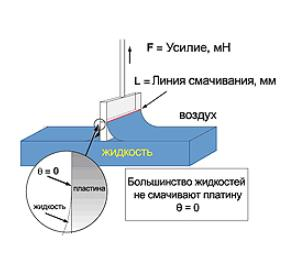 F = Усилие, мН
L = Линия смачивания, мм
воздух
жидкость
θ = 0
пластина
жидкость
Большинство жидкостей
не смачивают платину
θ = 0